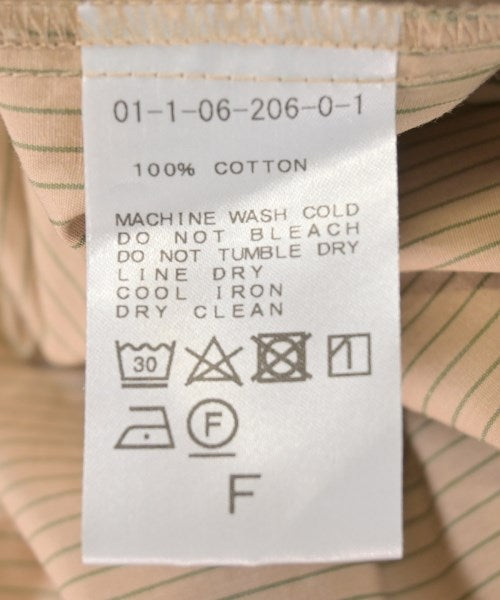 01-1-06-206-0-1
100% COTTON
MACHINE WASH COLD
DO NOT BLEACH
DO NOT TUMBLE DRY
LINE DRY
COOL IRON
DRY CLEAN
30
F
F